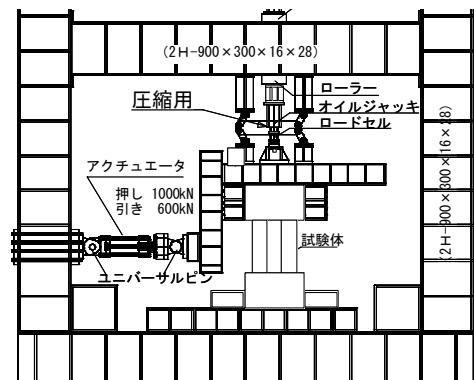 (2H-900×300×16×28)
ローラー
圧縮用
オイルジャッキ
ロードセル
アクチュエータ
押し 1000kN
引き 600kN
(2H-900×300×16×28)
試験体
ユニバーサルピン